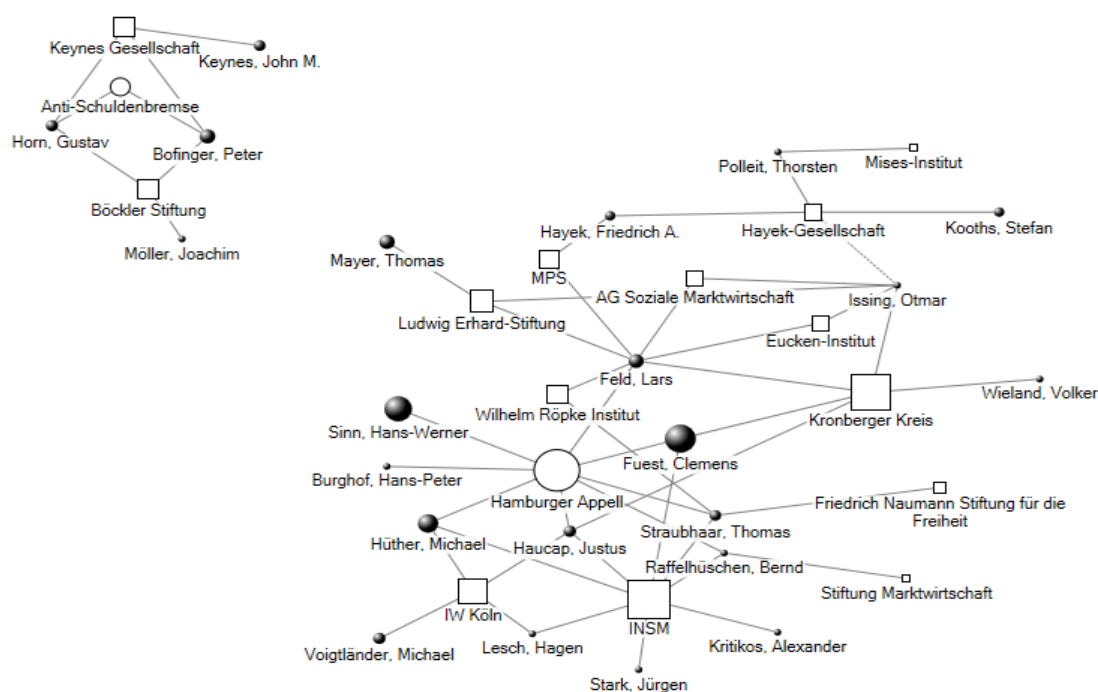 Keynes Gesellschaft
Keynes, John M.
Anti-Schuldenbremse
Horn, Gustav
Bofinger, Peter
Böckler Stiftung
Möller, Joachim
Polleit, Thorsten
Mises-Institut
Hayek, Friedrich A.
Hayek-Gesellschaft
Kooths, Stefan
Mayer, Thomas
MPS
AG Soziale Marktwirtschaft
Issing, Otmar
Ludwig Erhard-Stiftung
Eucken-Institut
Feld, Lars
Wieland, Volker
Wilhelm Röpke Institut
Kronberger Kreis
Sinn, Hans-Werner
Fuest, Clemens
Burghof, Hans-Peter
Hamburger Appell
Friedrich Naumann Stiftung für die
Freiheit
Straubhaar, Thomas
Hüther, Michael
Haucap, Justus
Raffelhüschen, Bernd
Stiftung Marktwirtschaft
IW Köln
INSM
Voigtländer, Michael
Lesch, Hagen
Kritikos, Alexander
Stark, Jürgen